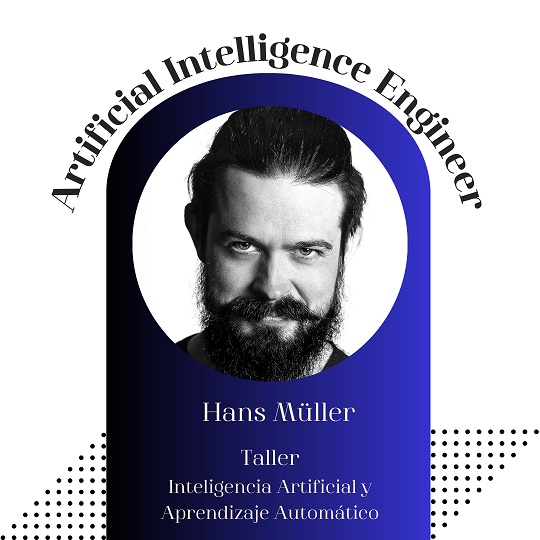 Artificial Intelligence Engineer
Hans Müller
Taller
Inteligencia Artificial y
Aprendizaje Automático